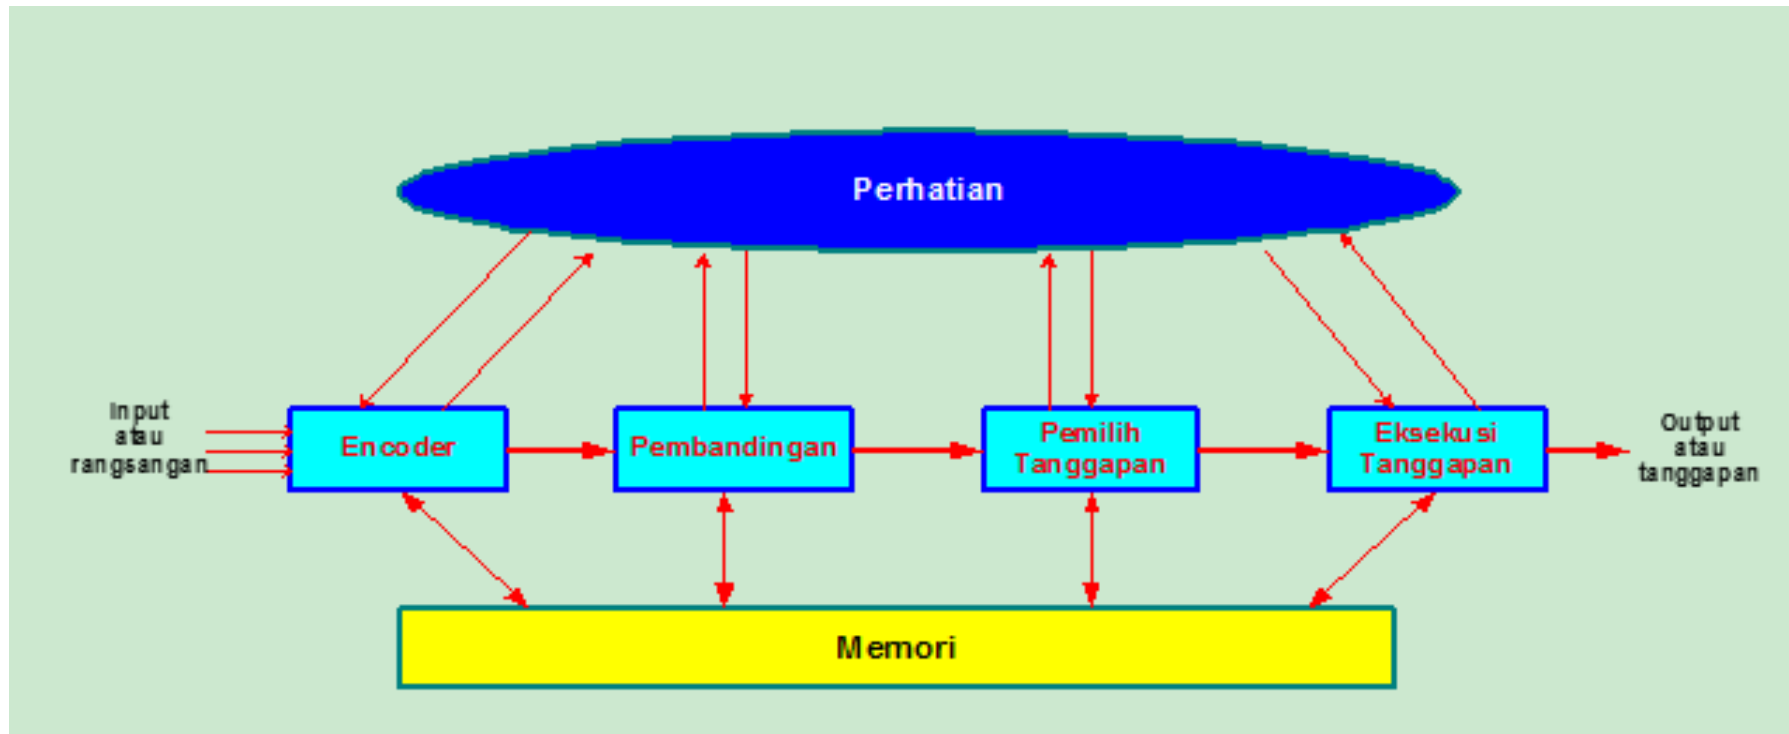 Perhatian
Input
atau
rangsangan
Encoder
Pembandingan
Pemilih
Tanggapan
Eksekusi
Tanggapan
Output
atau
tanggapan
Memori